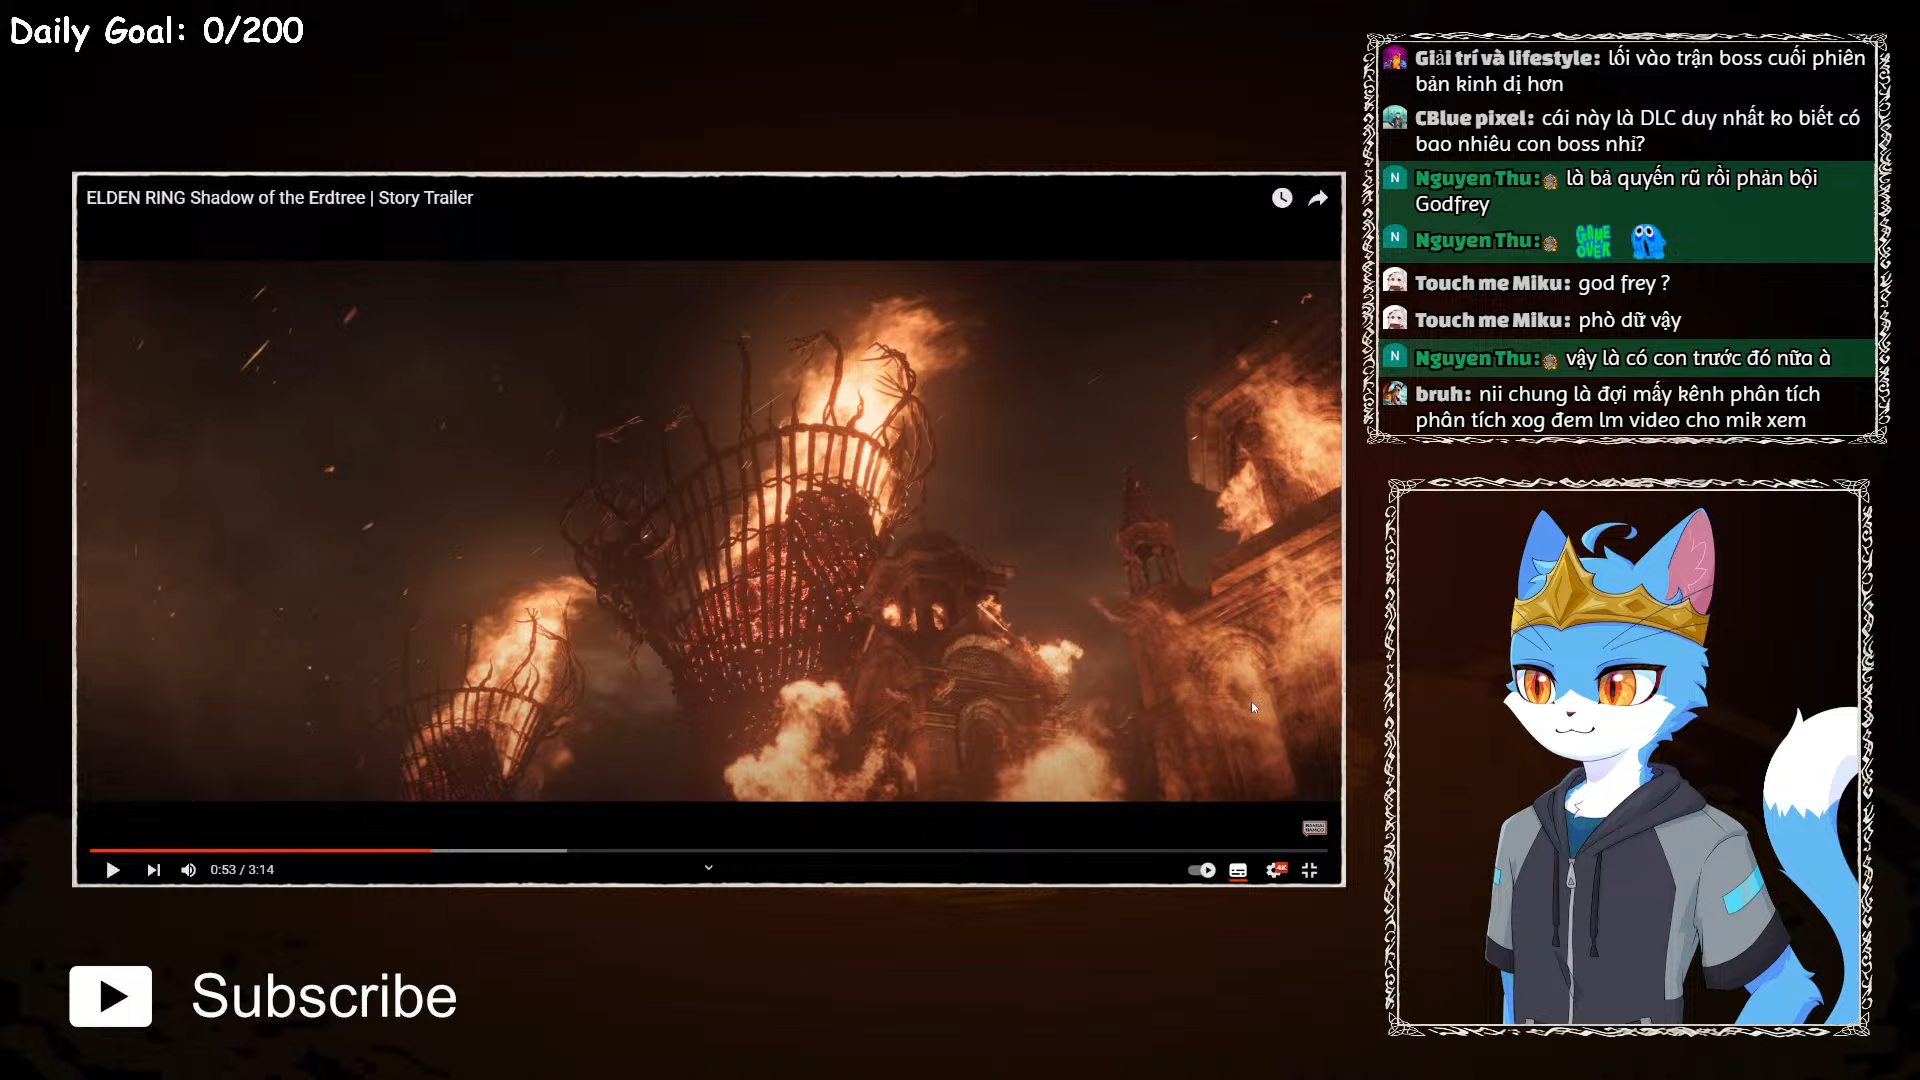 Daily Goal: 0/200
ELDEN RING Shadow of the Erdtree | Story Trailer
0:53 / 3:14
4K
BANDAI
NAMCO
Subscribe
Giải trí và lifestyle: lối vào trận boss cuối phiên
bản kinh dị hơn
CBlue pixel: cái này là DLC duy nhất ko biết có
bao nhiêu con boss nhỉ?
N Nguyen Thu: là bả quyến rũ rồi phản bội
Godfrey
N Nguyen Thu: GAME
OVER
Touch me Miku: god frey ?
Touch me Miku: phò dữ vậy
N Nguyen Thu: vậy là có con trước đó nữa à
bruh: nii chung là đợi mấy kênh phân tích
phân tích xog đem lm video cho mik xem